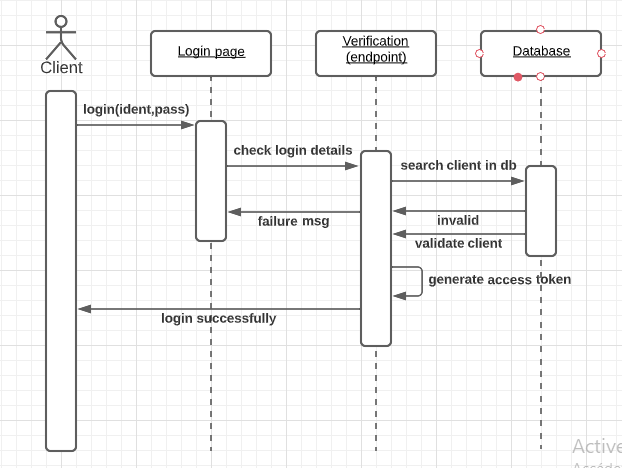 Client
Login page
Verification
(endpoint)
Database
login(ident,pass)
check login details
search client in db
failure msg
invalid
validate client
generate access token
login successfully
Active